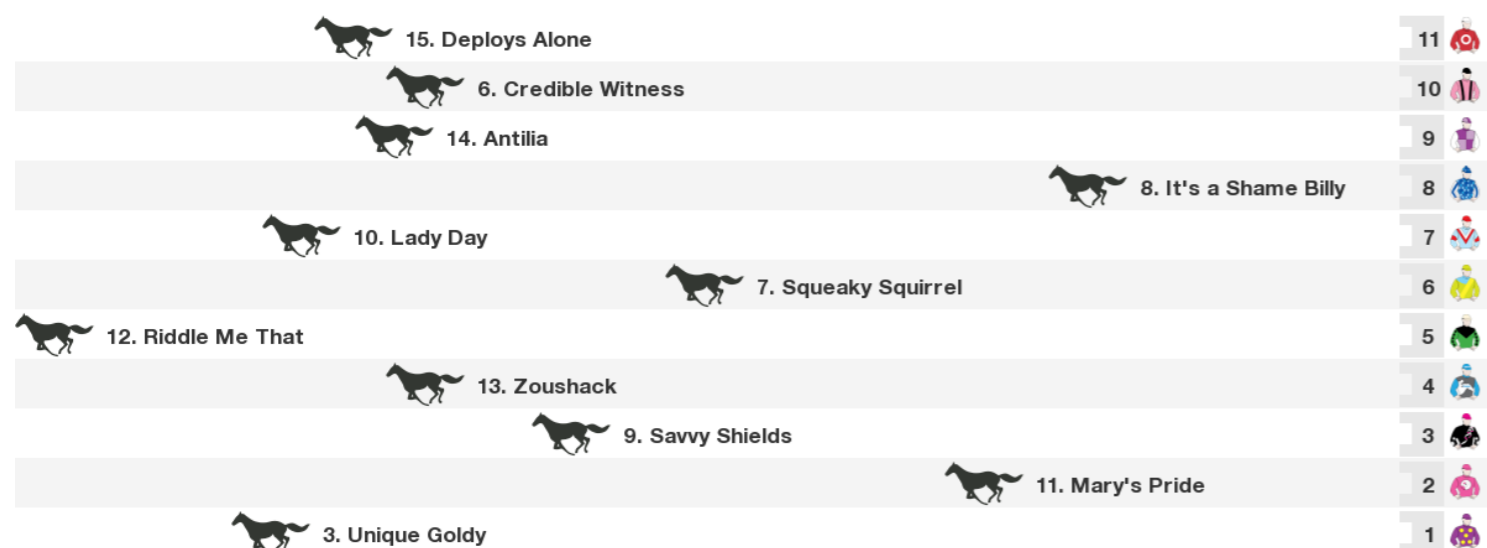 15. Deploys Alone 11
6. Credible Witness 10
14. Antilia 9
8. It's a Shame Billy 8
10. Lady Day 7
7. Squeaky Squirrel 6
12. Riddle Me That 5
13. Zoushack 4
9. Savvy Shields 3
11. Mary's Pride 2
3. Unique Goldy 1